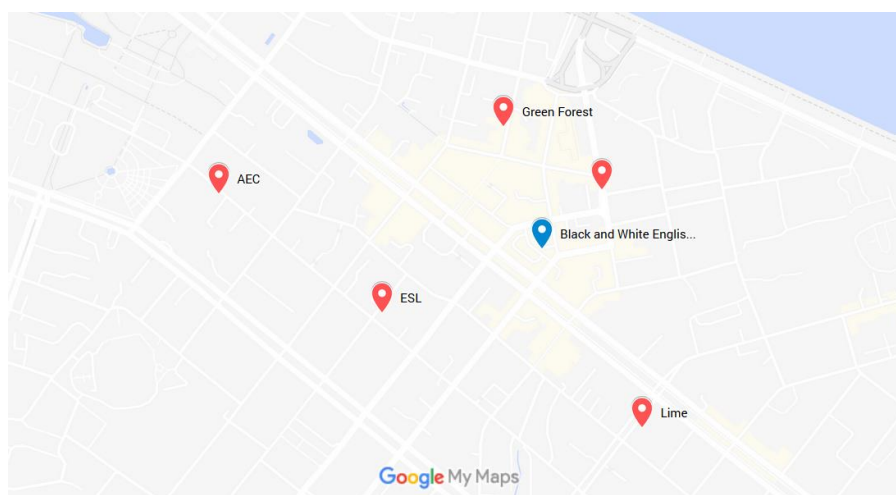 Green Forest
AEC
Black and White Englis...
ESL
Lime
Google My Maps